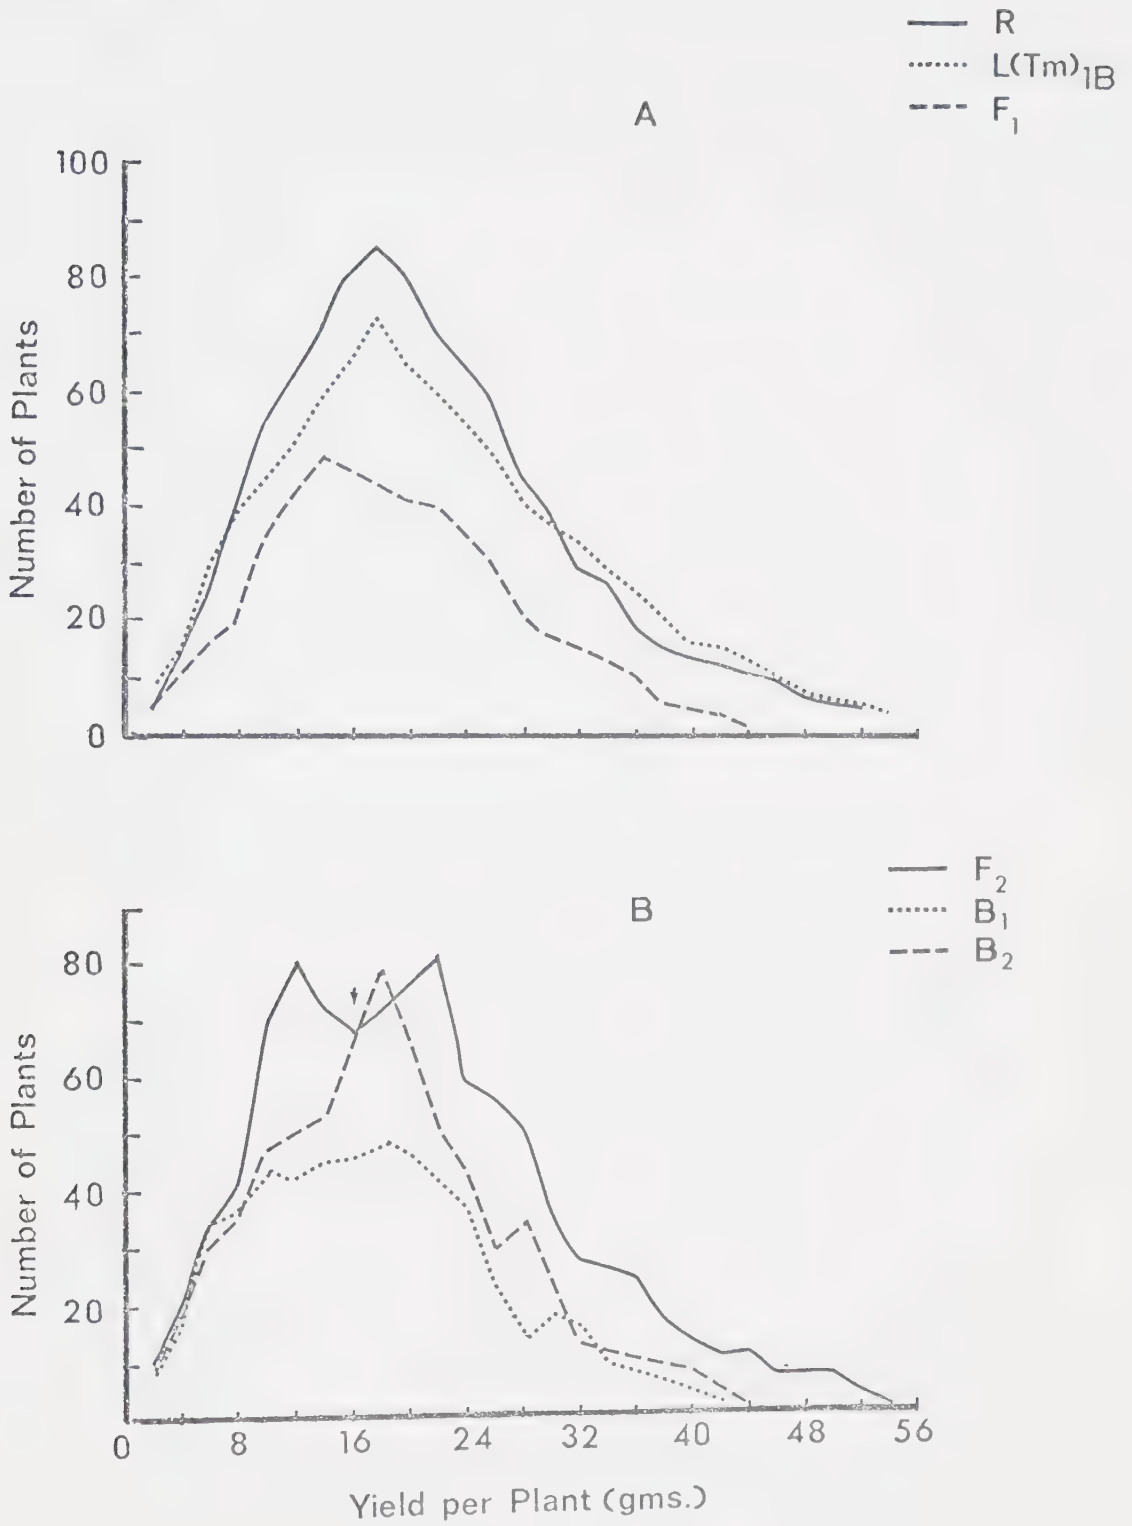 R
L(Tm)1B
F1
A
100
80
60
40
20
0
Number of Plants
F2
B1
B2
B
80
60
40
20
Number of Plants
0 8 16 24 32 40 48 56
Yield per Plant (gms.)